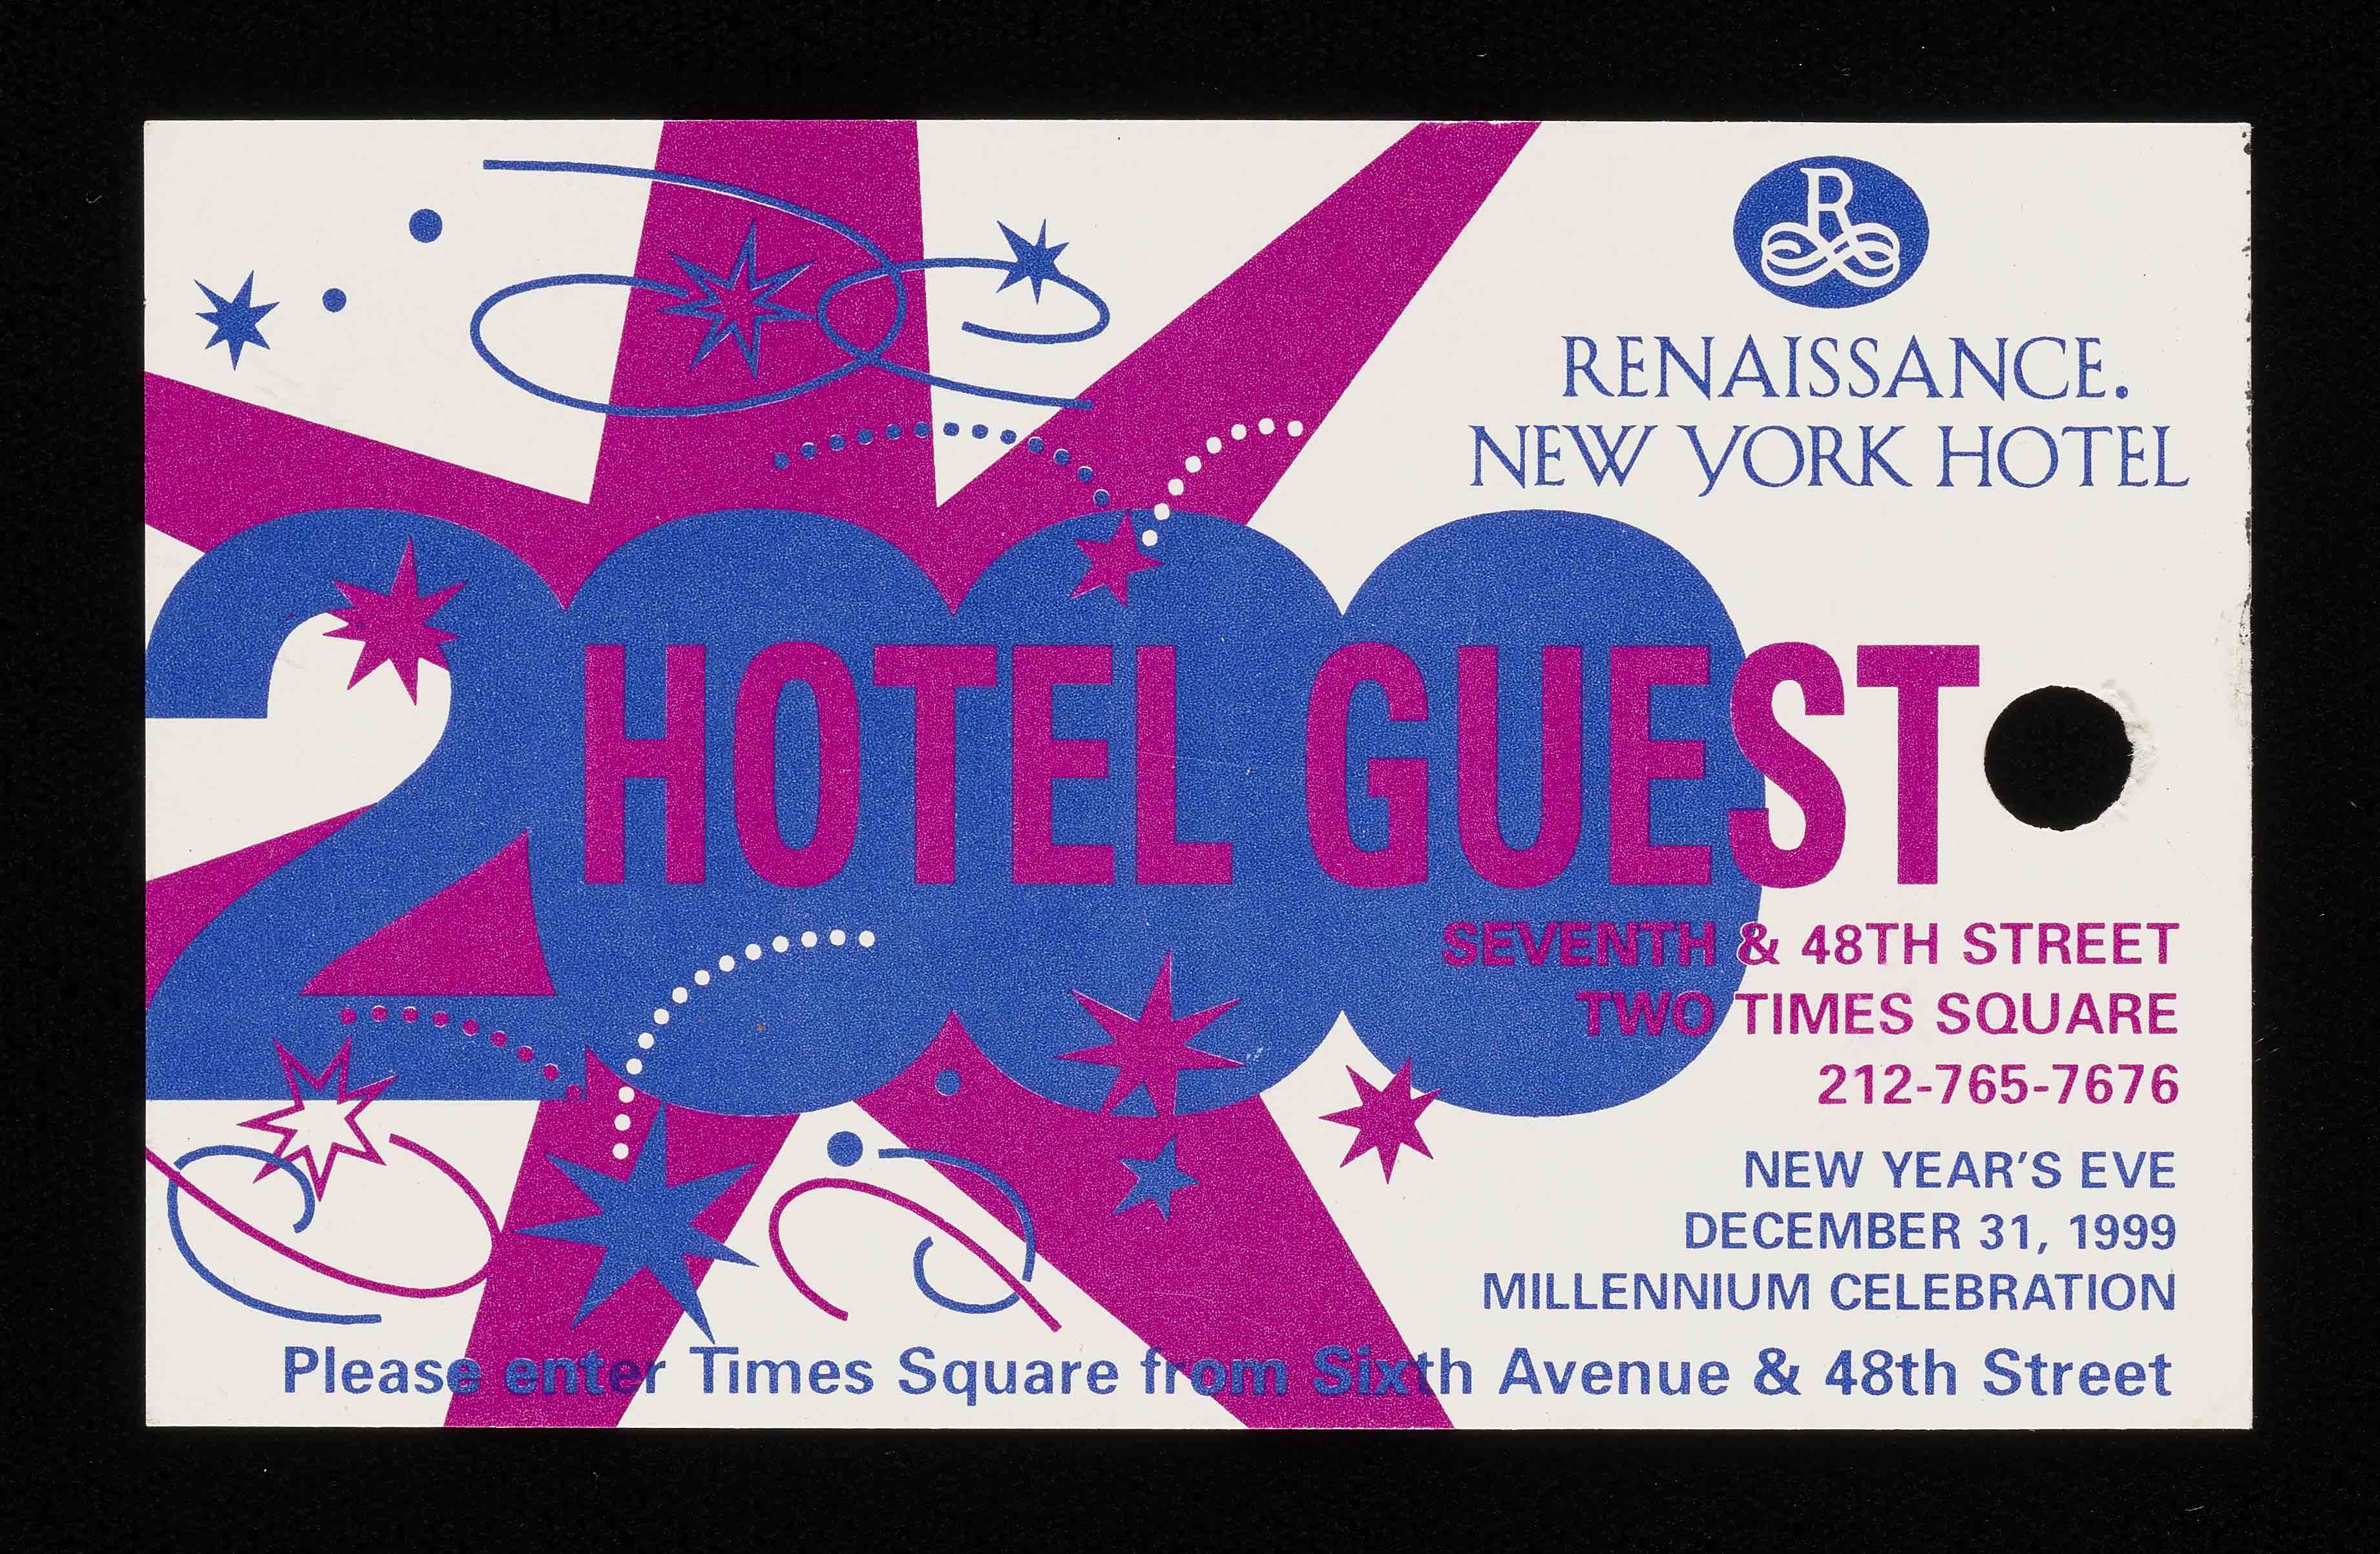 R
RENAISSANCE.
NEW YORK HOTEL
2000
HOTEL GUEST
SEVENTH & 48TH STREET
TWO TIMES SQUARE
212-765-7676
NEW YEAR'S EVE
DECEMBER 31, 1999
MILLENNIUM CELEBRATION
Please enter Times Square from Sixth Avenue & 48th Street